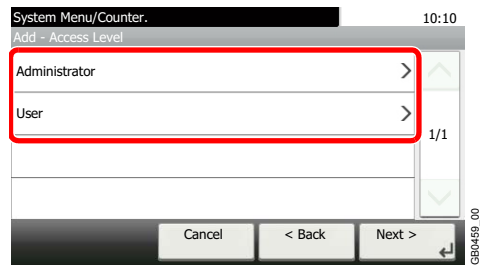 System Menu/Counter. 10:10
Add - Access Level
Administrator
User
1/1
Cancel < Back Next >
GB0459_00